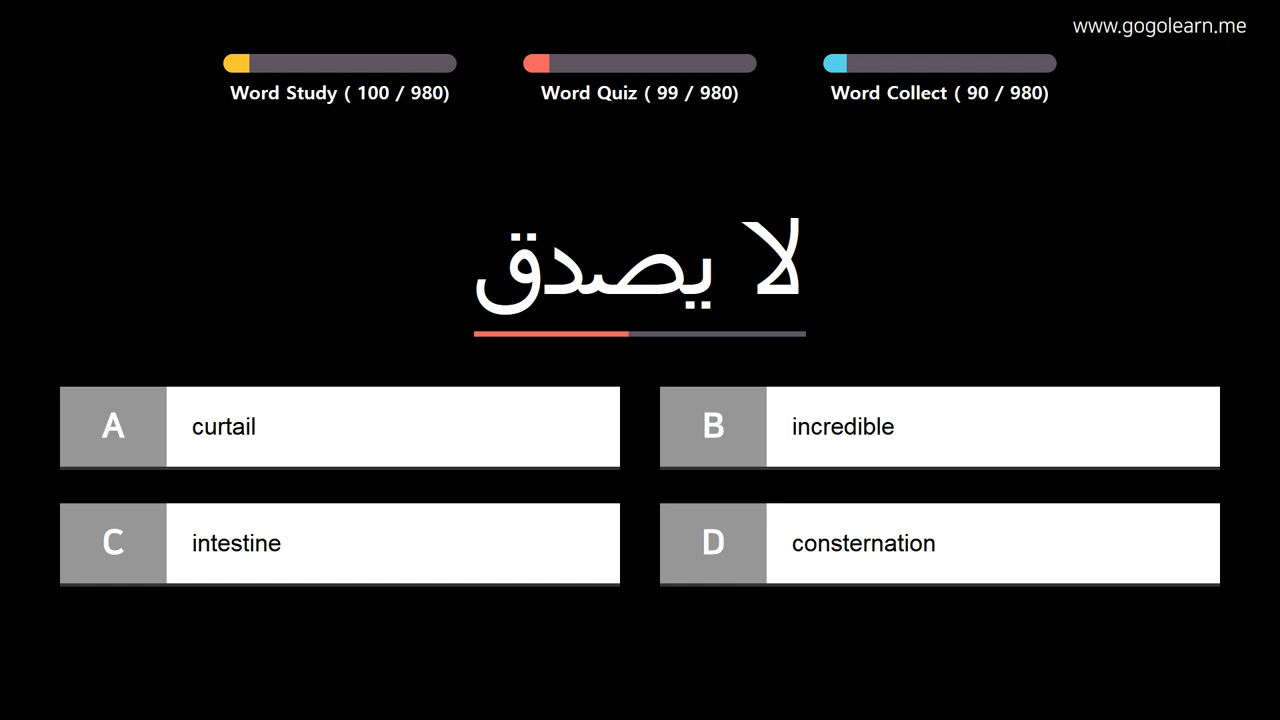 www.gogolearn.me
Word Study ( 100 / 980)
Word Quiz ( 99 / 980)
Word Collect ( 90 / 980)
لا يصدق
A curtail
B incredible
C intestine
D consternation